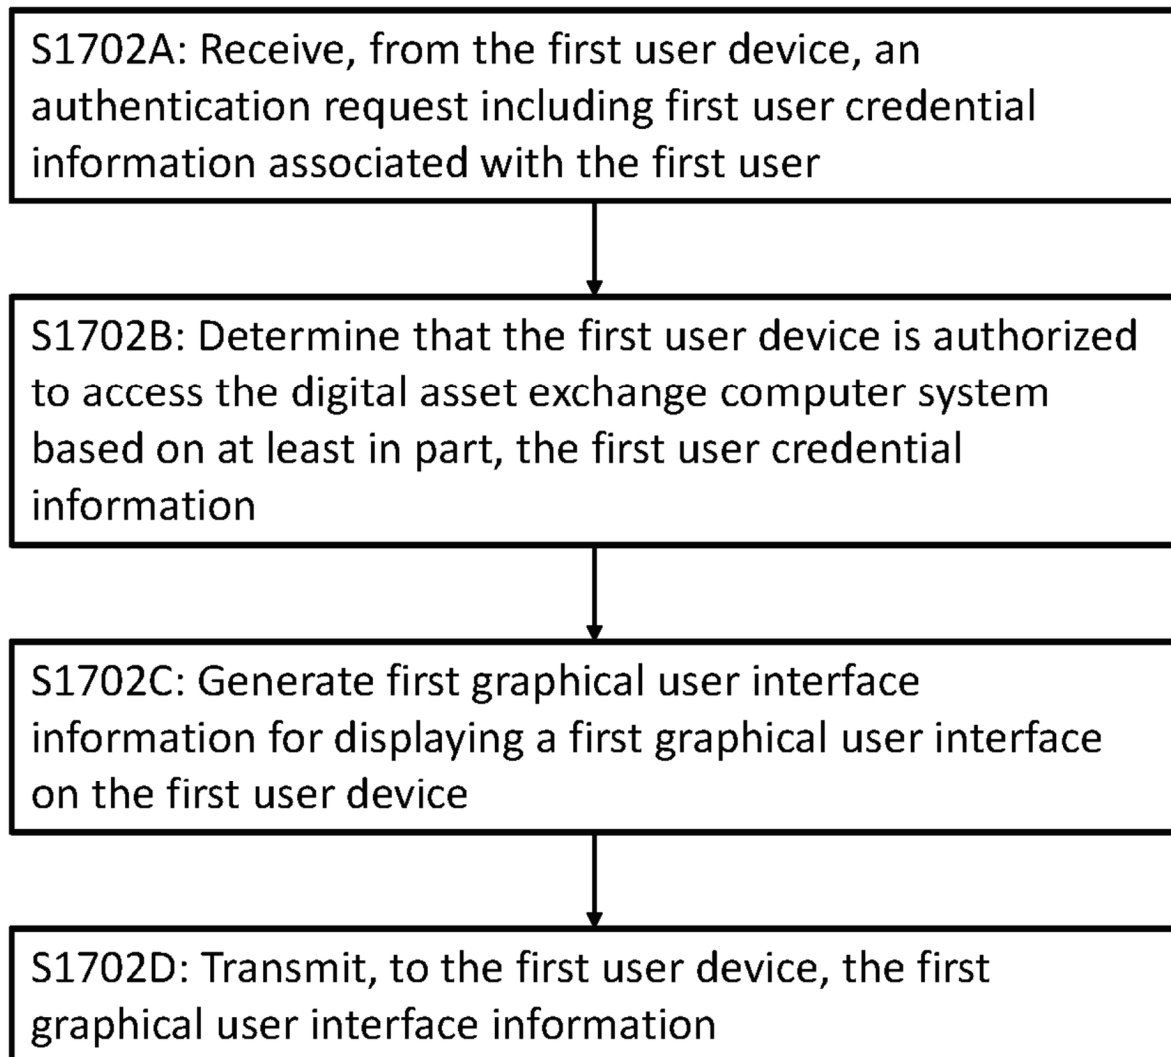 S1702A: Receive, from the first user device, an
authentication request including first user credential
information associated with the first user
S1702B: Determine that the first user device is authorized
to access the digital asset exchange computer system
based on at least in part, the first user credential
information
S1702C: Generate first graphical user interface
information for displaying a first graphical user interface
on the first user device
S1702D: Transmit, to the first user device, the first
graphical user interface information